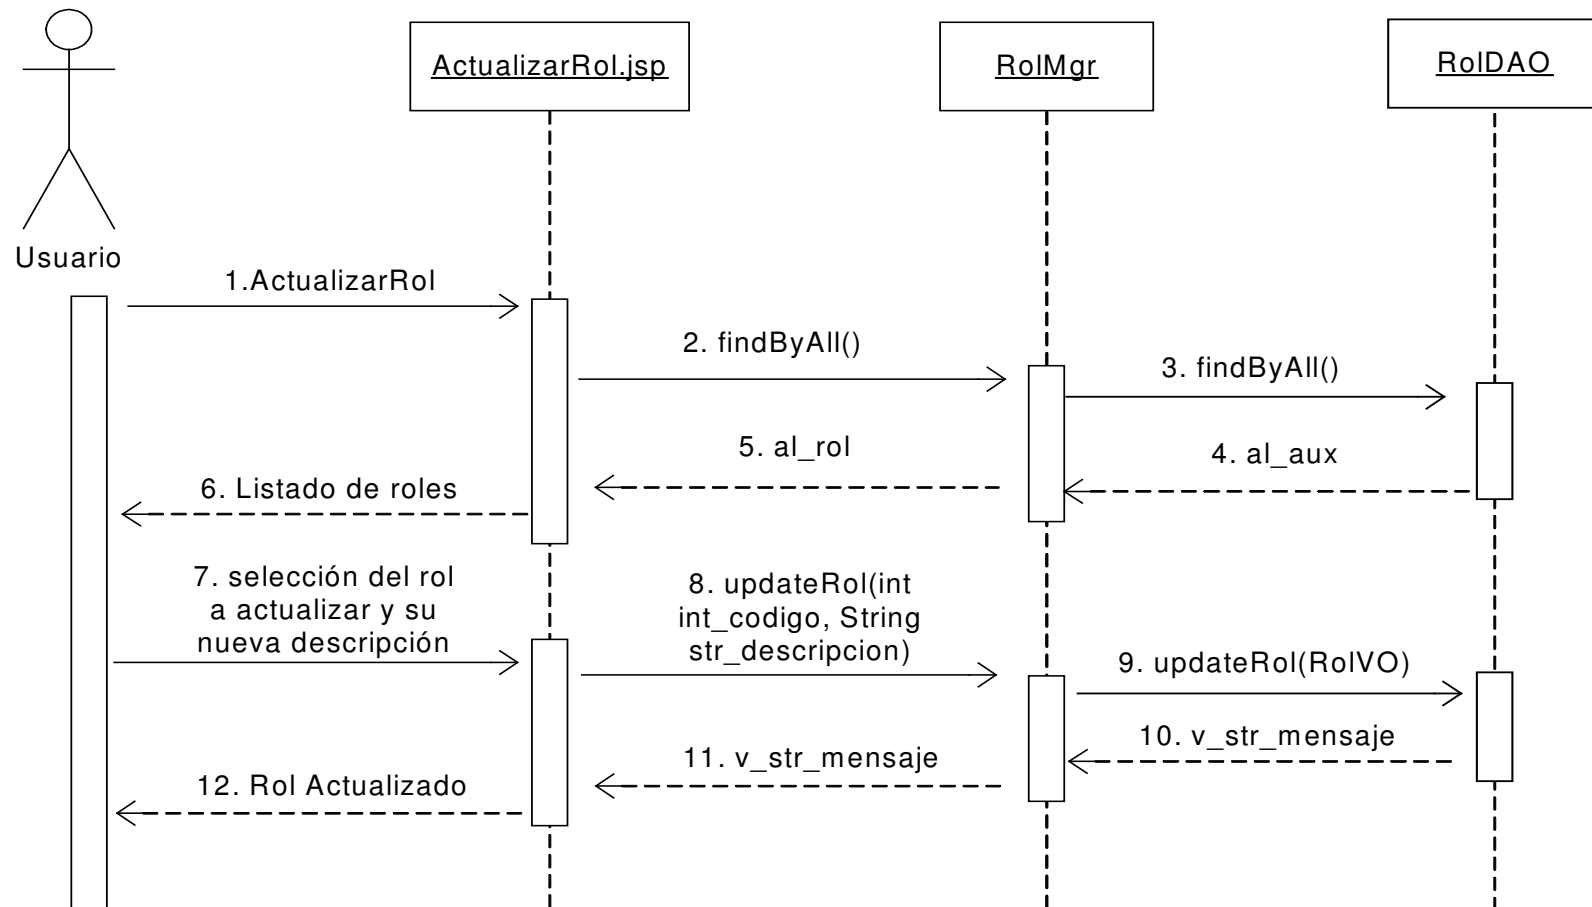 ActualizarRol.jsp
RolMgr
RolDAO
Usuario
1.ActualizarRol
2. findByAll()
3. findByAll()
5. al_rol
4. al_aux
6. Listado de roles
7. selección del rol
a actualizar y su
nueva descripción
8. updateRol(int
int_codigo, String
str_descripcion)
9. updateRol(RolVO)
10. v_str_mensaje
11. v_str_mensaje
12. Rol Actualizado